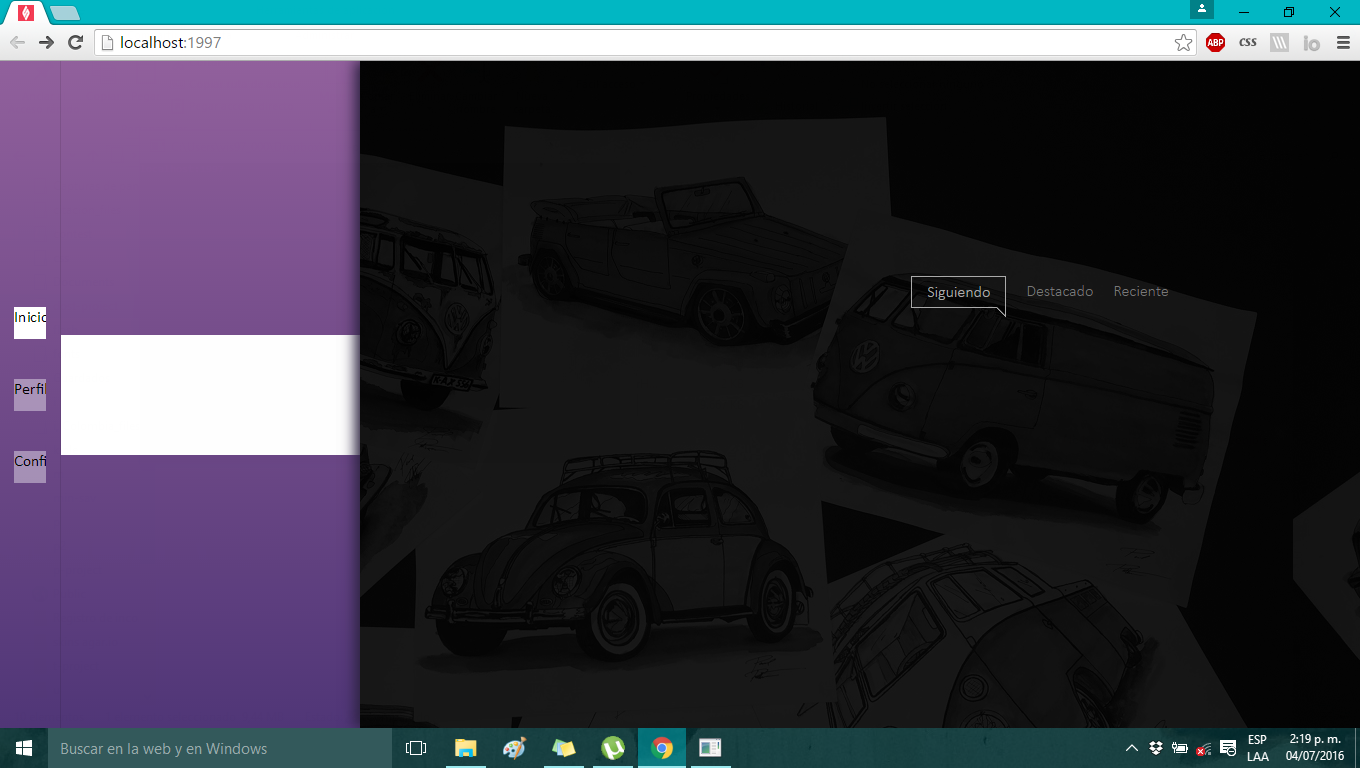 localhost:1997
ABP
CSS
io
Inicio
Perfil
Confi
Siguiendo
Destacado
Reciente
Buscar en la web y en Windows
ESP
LAA
2:19 p. m.
04/07/2016